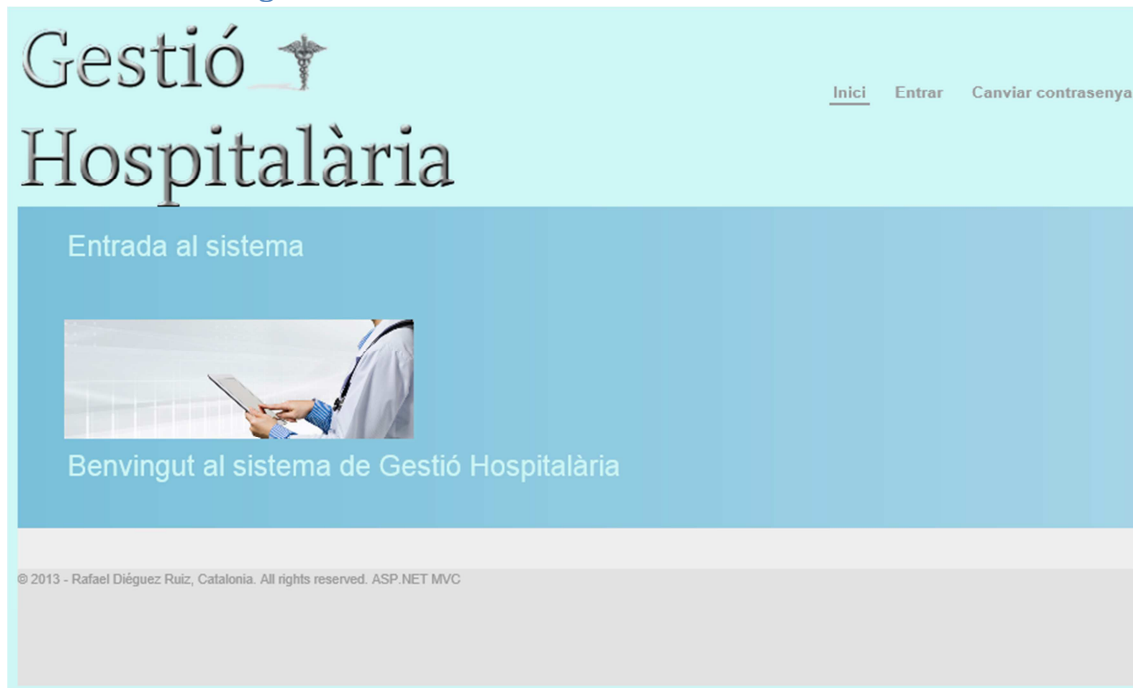 Gestió
Hospitalària
Inici Entrar Canviar contrasenya
Entrada al sistema
Benvingut al sistema de Gestió Hospitalària
© 2013 - Rafael Diéguez Ruiz, Catalonia. All rights reserved. ASP.NET MVC